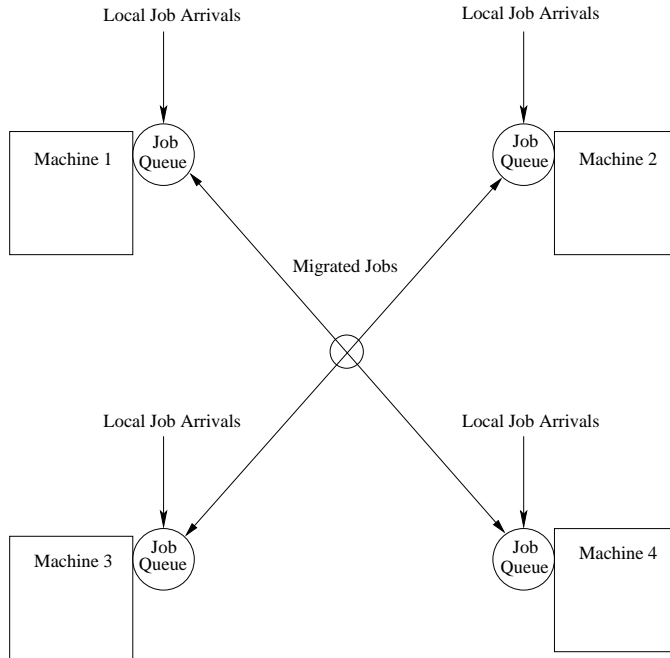 Local Job Arrivals
Local Job Arrivals
Machine 1
Job
Queue
Job
Queue
Machine 2
Migrated Jobs
Local Job Arrivals
Local Job Arrivals
Machine 3
Job
Queue
Job
Queue
Machine 4